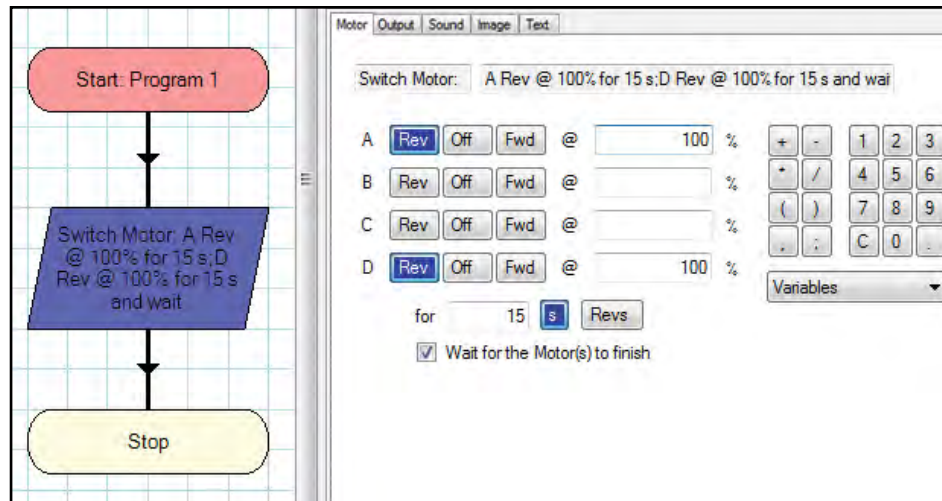 Start: Program 1
Switch Motor: A Rev
@ 100% for 15 s;D
Rev @ 100% for 15 s
and wait
Stop
Motor Output Sound Image Text
Switch Motor: A Rev @ 100% for 15 s;D Rev @ 100% for 15 s and wai
A Rev Off Fwd @ 100 %
B Rev Off Fwd @ %
C Rev Off Fwd @ %
D Rev Off Fwd @ 100 %
for 15 s Revs
Wait for the Motor(s) to finish
+ - 1 2 3
* / 4 5 6
( ) 7 8 9
, ; C 0 .
Variables